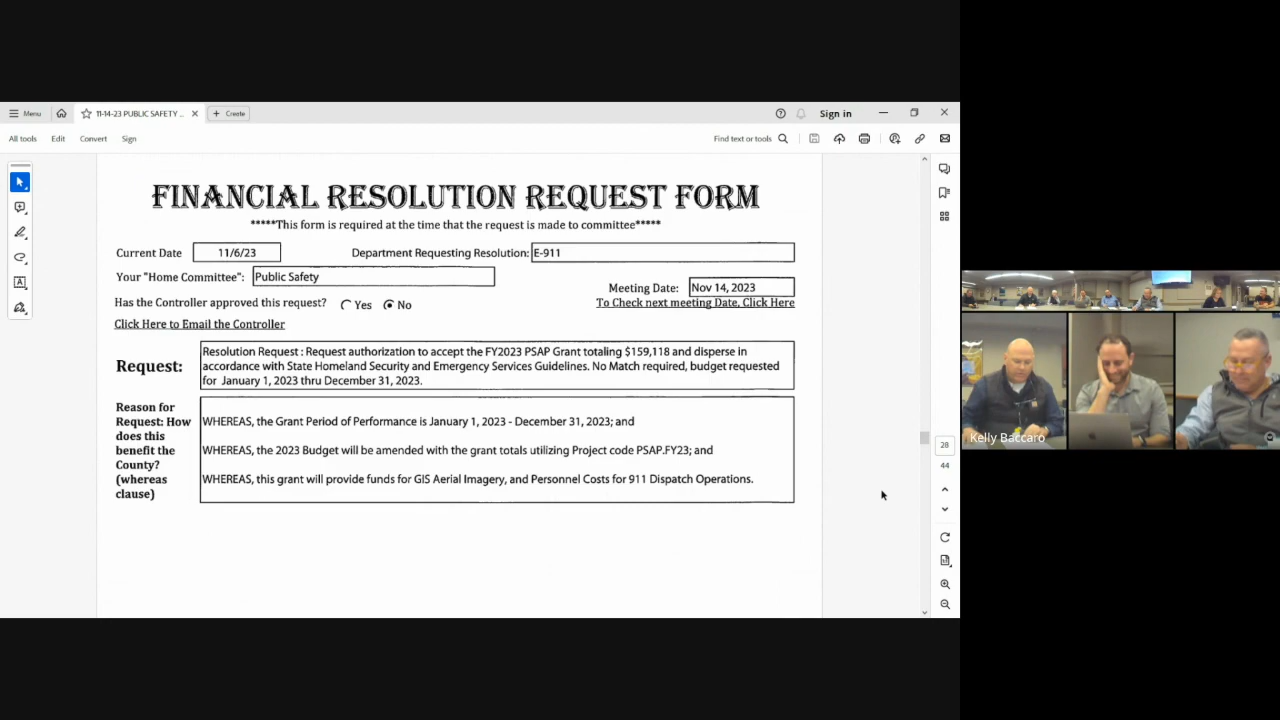 Menu
11-14-23 PUBLIC SAFETY ...
Create
Sign in
All tools
Edit
Convert
Sign
Find text or tools
FINANCIAL RESOLUTION REQUEST FORM
*****This form is required at the time that the request is made to committee*****
Current Date 11/6/23 Department Requesting Resolution: E-911
Your "Home Committee": Public Safety
Meeting Date: Nov 14, 2023
Has the Controller approved this request? Yes No
To Check next meeting Date, Click Here
Click Here to Email the Controller
Request:
Resolution Request : Request authorization to accept the FY2023 PSAP Grant totaling $159,118 and disperse in
accordance with State Homeland Security and Emergency Services Guidelines. No Match required, budget requested
for January 1, 2023 thru December 31, 2023.
Reason for
Request: How
does this
benefit the
County?
(whereas
clause)
WHEREAS, the Grant Period of Performance is January 1, 2023 - December 31, 2023; and
WHEREAS, the 2023 Budget will be amended with the grant totals utilizing Project code PSAP.FY23; and
WHEREAS, this grant will provide funds for GIS Aerial Imagery, and Personnel Costs for 911 Dispatch Operations.
28
44
Kelly Baccaro